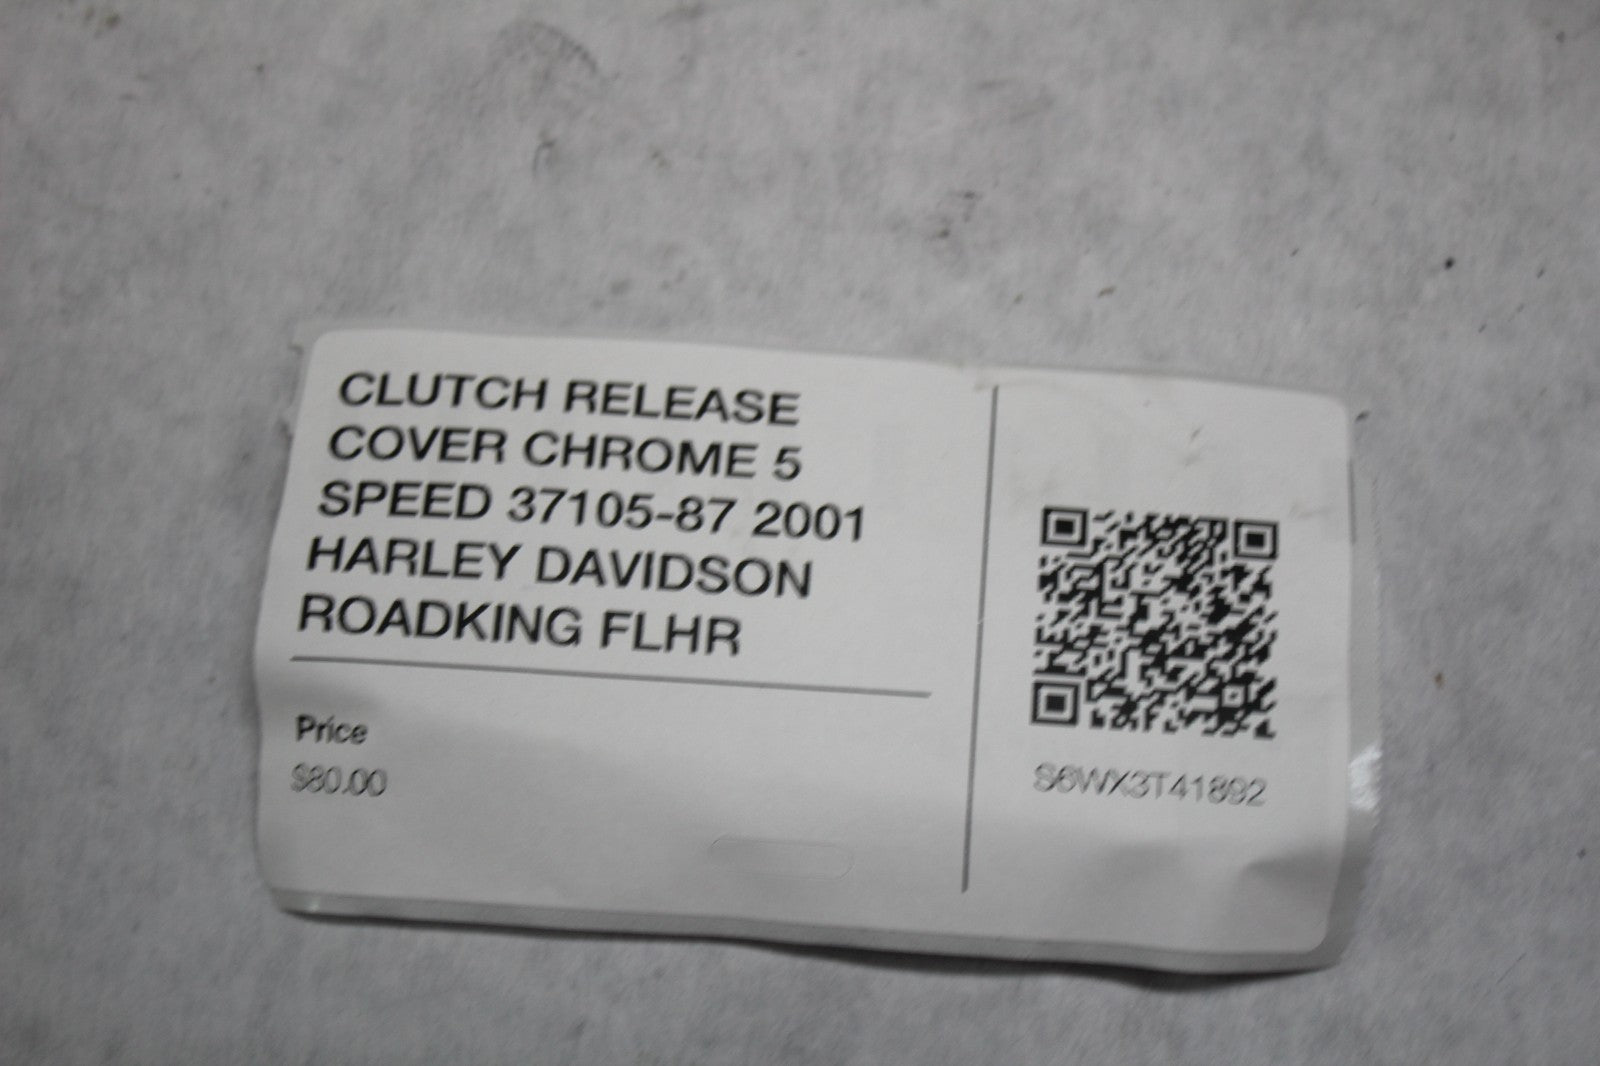 CLUTCH RELEASE
COVER CHROME 5
SPEED 37105-87 2001
HARLEY DAVIDSON
ROADKING FLHR
Price
$80.00
S6WX3T41892